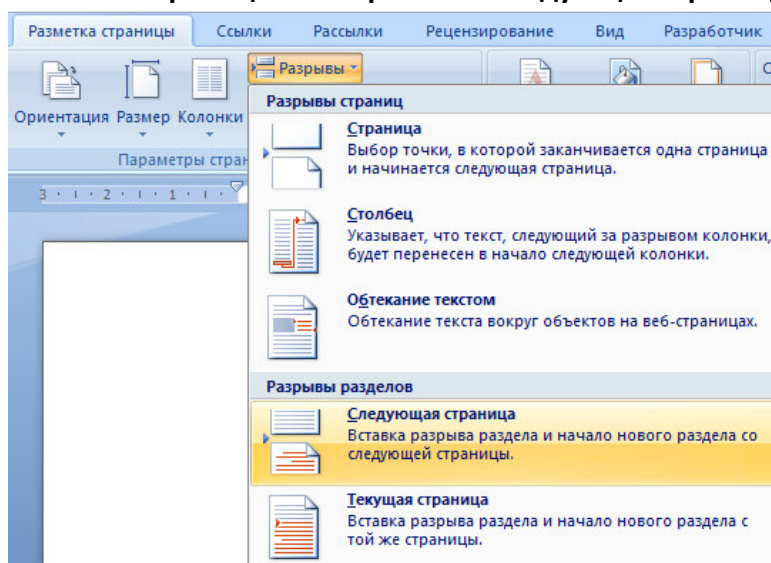 Разметка страницы Ссылки Рассылки Рецензирование Вид Разработчик
Разрывы
Ориентация Размер Колонки
Параметры стран
3 2 1
Разрывы страниц
Страница
Выбор точки, в которой заканчивается одна страница
и начинается следующая страница.
Столбец
Указывает, что текст, следующий за разрывом колонки,
будет перенесен в начало следующей колонки.
Обтекание текстом
Обтекание текста вокруг объектов на веб-страницах.
Разрывы разделов
Следующая страница
Вставка разрыва раздела и начало нового раздела со
следующей страницы.
Текущая страница
Вставка разрыва раздела и начало нового раздела с
той же страницы.